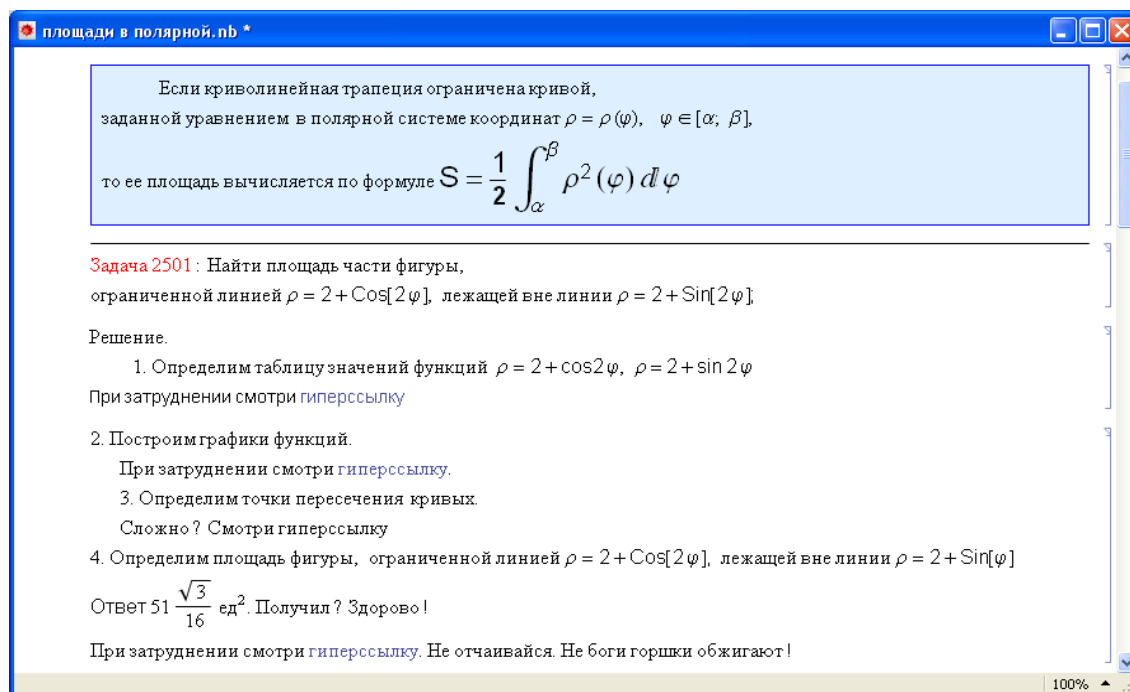 площади в полярной.nb *
Если криволинейная трапеция ограничена кривой,
заданной уравнением в полярной системе координат ρ = ρ(φ), φ ∈ [α; β],
то ее площадь вычисляется по формуле S = 1/2 ∫_α^β ρ²(φ) ⅆφ
Задача 2501 : Найти площадь части фигуры,
ограниченной линией ρ = 2 + Cos[2φ], лежащей вне линии ρ = 2 + Sin[2φ];
Решение.
1. Определим таблицу значений функций ρ = 2 + cos2φ, ρ = 2 + sin 2φ
При затруднении смотри гиперссылку
2. Построим графики функций.
При затруднении смотри гиперссылку.
3. Определим точки пересечения кривых.
Сложно ? Смотри гиперссылку
4. Определим площадь фигуры, ограниченной линией ρ = 2 + Cos[2φ], лежащей вне линии ρ = 2 + Sin[φ]
Ответ 51 √3/16 ед². Получил ? Здорово !
При затруднении смотри гиперссылку. Не отчаивайся. Не боги горшки обжигают !
100%